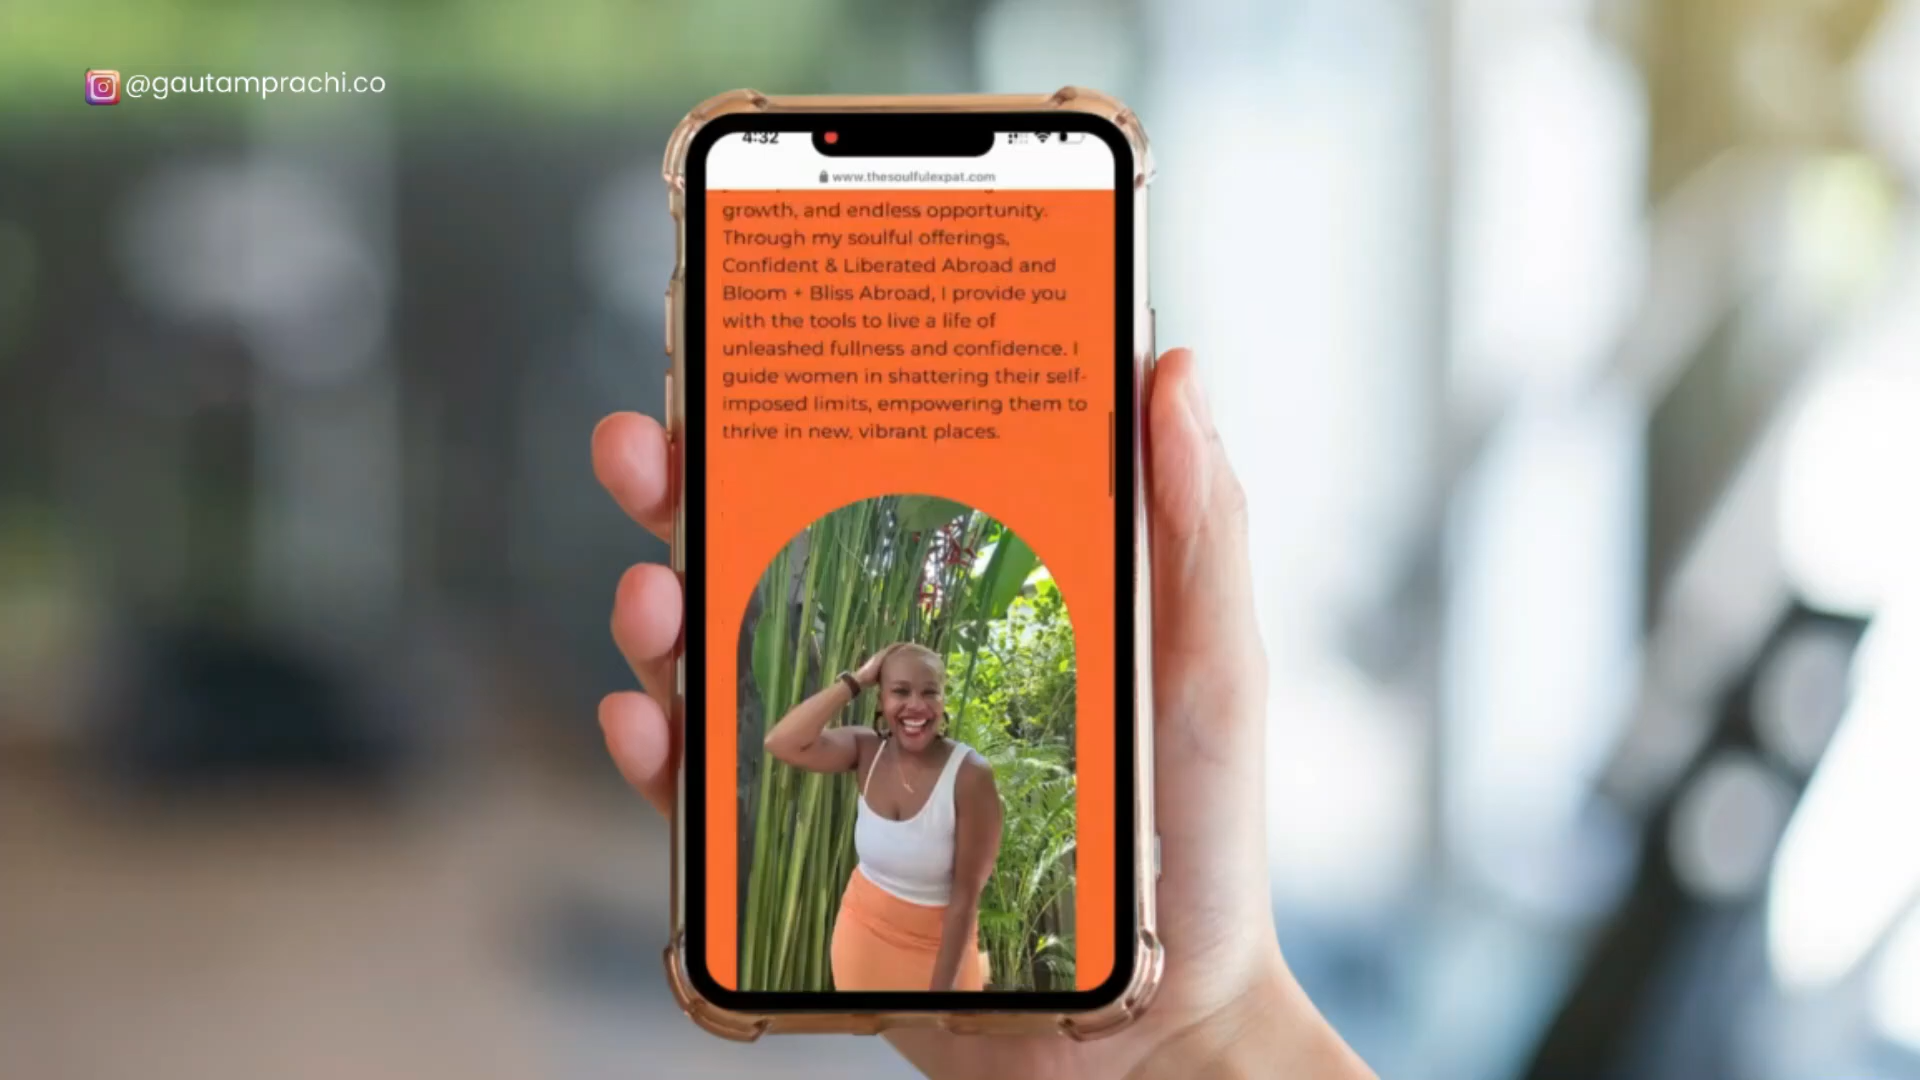 @gautamprachi.co
4:32
www.thesoulfulexpat.com
growth, and endless opportunity.
Through my soulful offerings,
Confident & Liberated Abroad and
Bloom + Bliss Abroad, I provide you
with the tools to live a life of
unleashed fullness and confidence. I
guide women in shattering their self-
imposed limits, empowering them to
thrive in new, vibrant places.